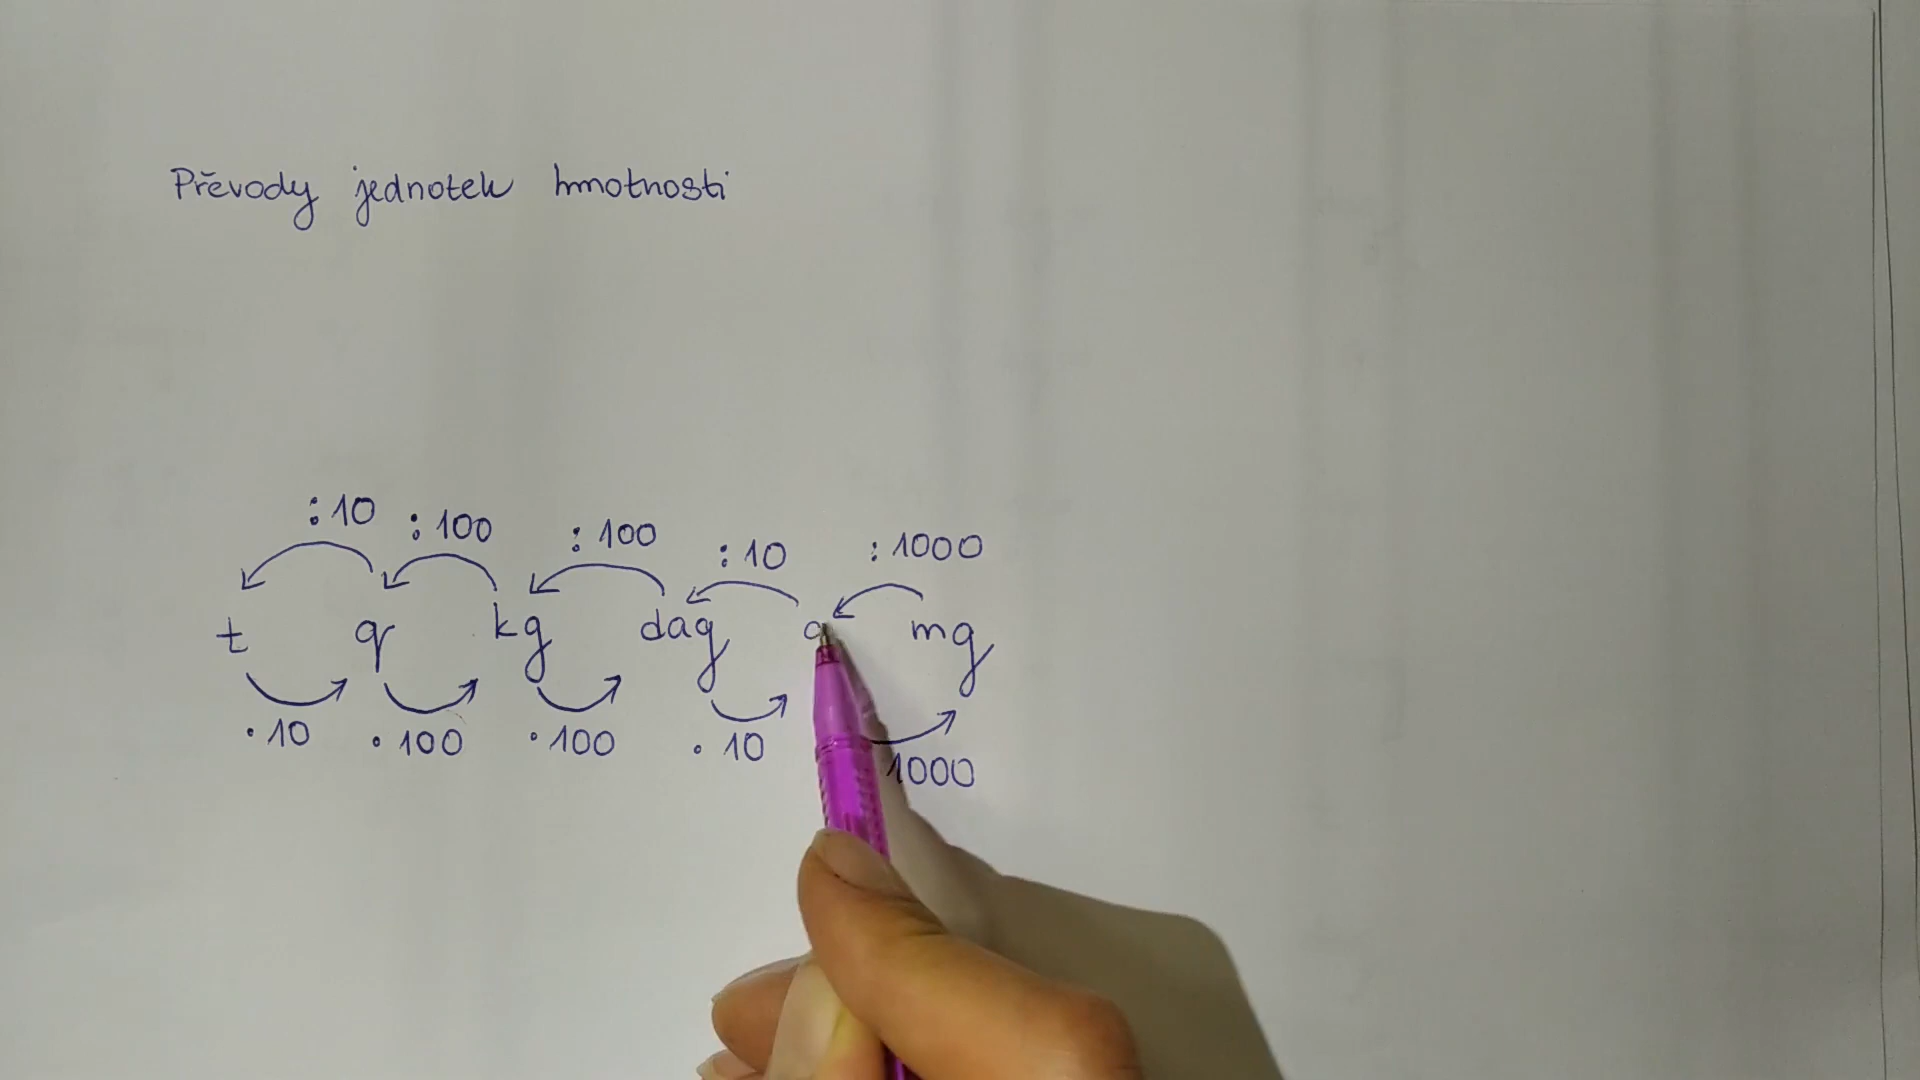 Převody jednotek hmotnosti
:10 :100 :100 :10 :1000
t q kg dag mg
·10 ·100 ·100 ·10 1000